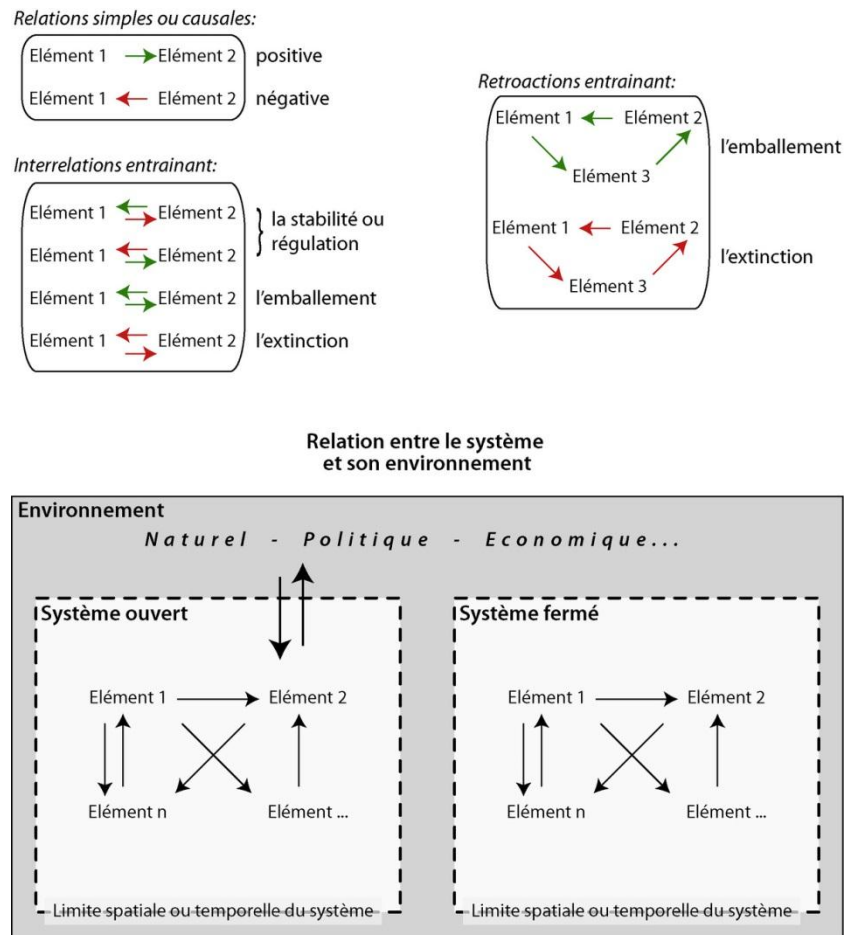 Relations simples ou causales:
Elément 1 Elément 2 positive
Elément 1 Elément 2 négative
Interrelations entrainant:
Elément 1 Elément 2
la stabilité ou
régulation
Elément 1 Elément 2
Elément 1 Elément 2 l'emballement
Elément 1 Elément 2 l'extinction
Retroactions entrainant:
Elément 1 Elément 2
l'emballement
Elément 3
Elément 1 Elément 2
l'extinction
Elément 3
Relation entre le système
et son environnement
Environnement
Naturel - Politique - Economique...
Système ouvert
Elément 1 Elément 2
Elément n Elément ...
Limite spatiale ou temporelle du système
Système fermé
Elément 1 Elément 2
Elément n Elément ...
Limite spatiale ou temporelle du système